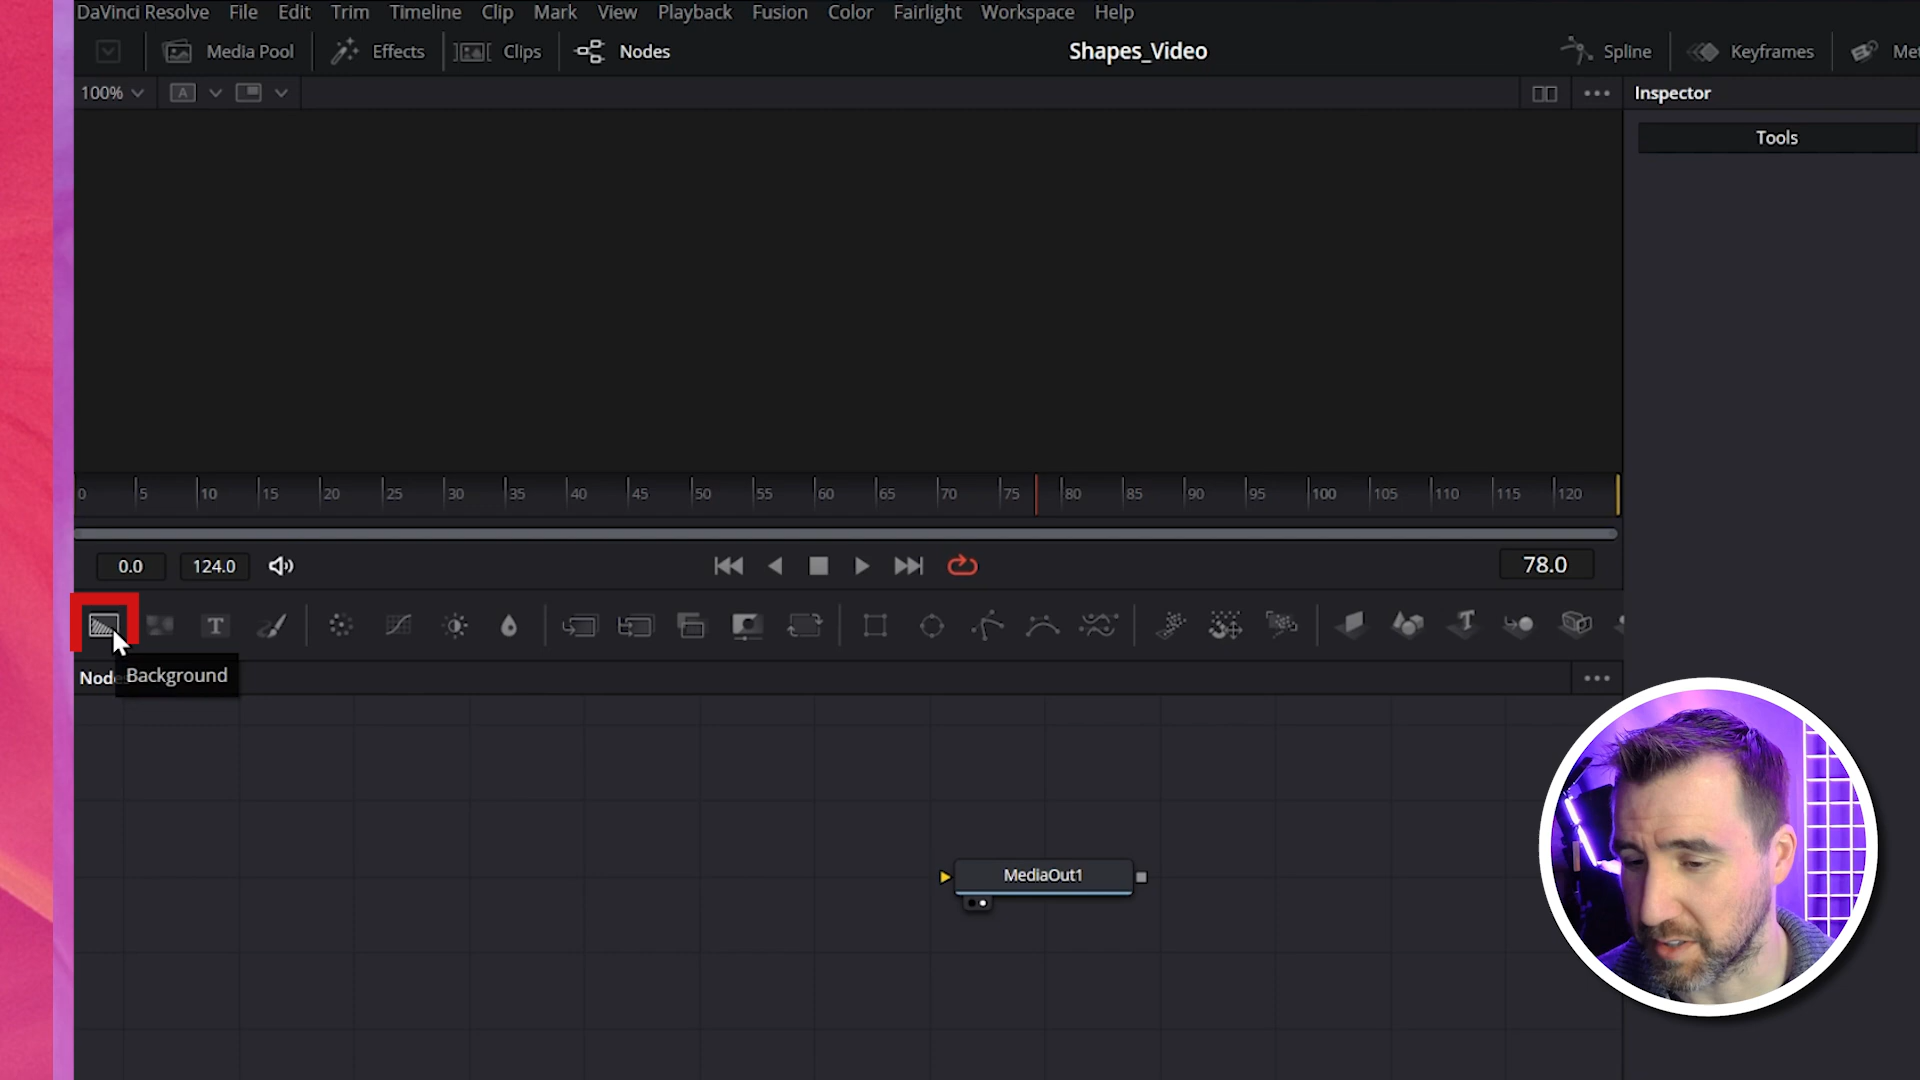 DaVinci Resolve File Edit Trim Timeline Clip Mark View Playback Fusion Color Fairlight Workspace Help
Media Pool Effects Clips Nodes Shapes_Video Spline Keyframes
100% A Inspector
Tools
0 5 10 15 20 25 30 35 40 45 50 55 60 65 70 75 80 85 90 95 100 105 110 115 120
0.0 124.0 78.0
T T
Background
MediaOut1